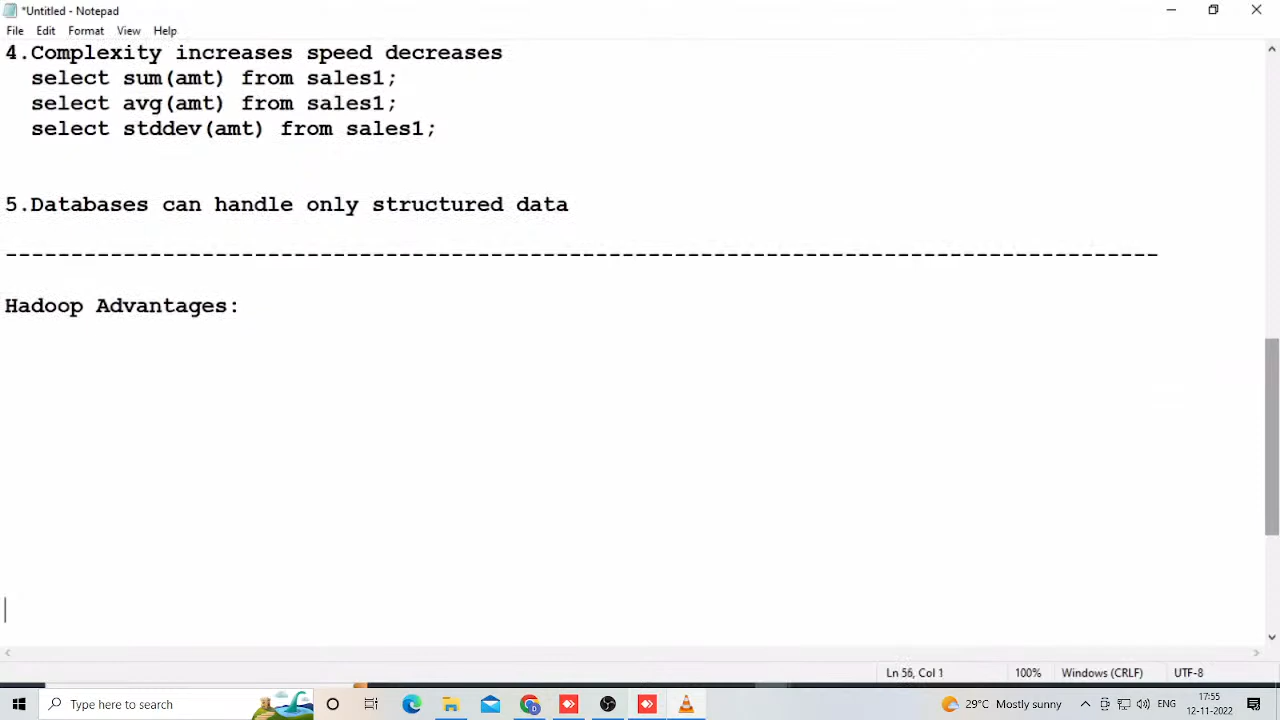 *Untitled - Notepad
File Edit Format View Help
4.Complexity increases speed decreases
select sum(amt) from sales1;
select avg(amt) from sales1;
select stddev(amt) from sales1;
5.Databases can handle only structured data
----------------------------------------------------------------------------------------
Hadoop Advantages:
Ln 56, Col 1 100% Windows (CRLF) UTF-8
Type here to search 29°C Mostly sunny ENG 17:55
12-11-2022